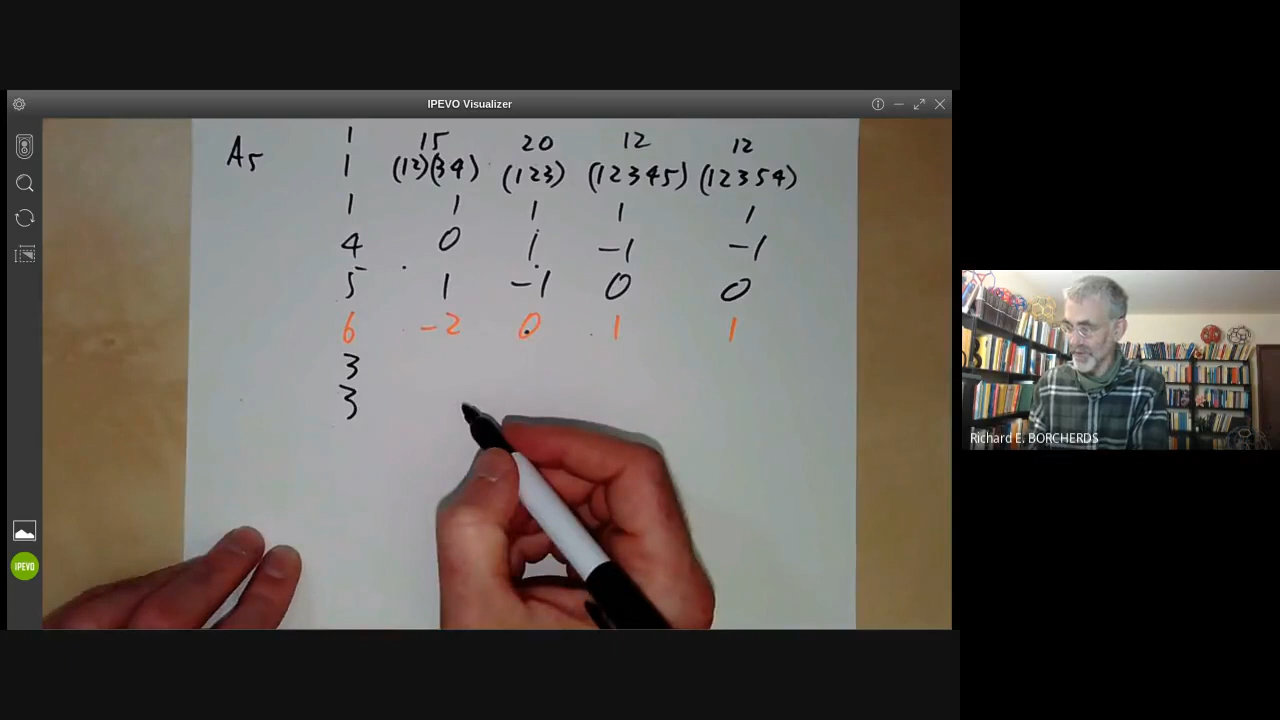 IPEVO Visualizer
1 15 20 12 12
A5 1 (12)(34) (123) (12345) (12354)
1 1 1 1 1
4 0 1 -1 -1
5 1 -1 0 0
6 -2 0 1 1
3
3
Richard E. BORCHERDS
IPEVO